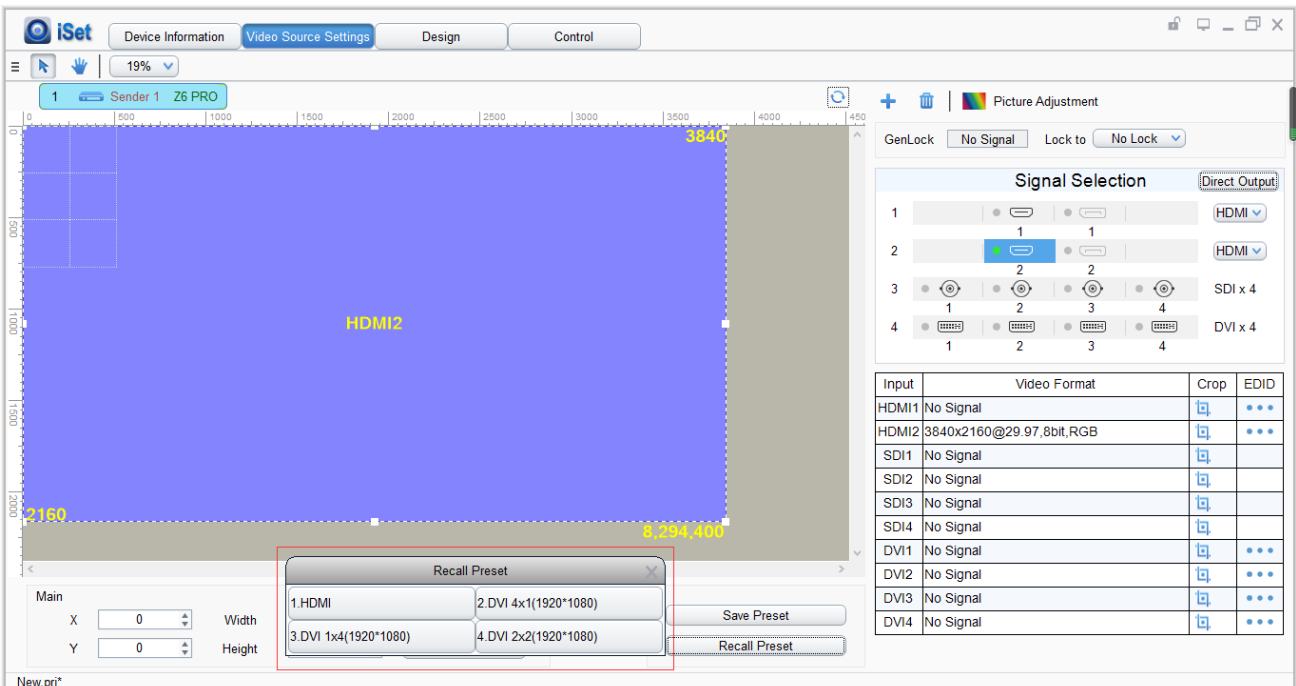 iSet
Device Information Video Source Settings Design Control
19%
1 Sender 1 Z6 PRO
Picture Adjustment
0 500 1000 1500 2000 2500 3000 3500 4000 450
GenLock No Signal Lock to No Lock
3840
0
500
1000
1500
2000
HDMI2
2160
8,294,400
Signal Selection Direct Output
1 HDMI
1 1
2 HDMI
2 2
3 SDI x 4
1 2 3 4
4 DVI x 4
1 2 3 4
Input Video Format Crop EDID
HDMI1 No Signal
HDMI2 3840x2160@29.97,8bit,RGB
SDI1 No Signal
SDI2 No Signal
SDI3 No Signal
SDI4 No Signal
DVI1 No Signal
DVI2 No Signal
DVI3 No Signal
DVI4 No Signal
Recall Preset
1.HDMI 2.DVI 4x1(1920*1080)
3.DVI 1x4(1920*1080) 4.DVI 2x2(1920*1080)
Main
X 0 Width
Y 0 Height
Save Preset
Recall Preset
New.prj*